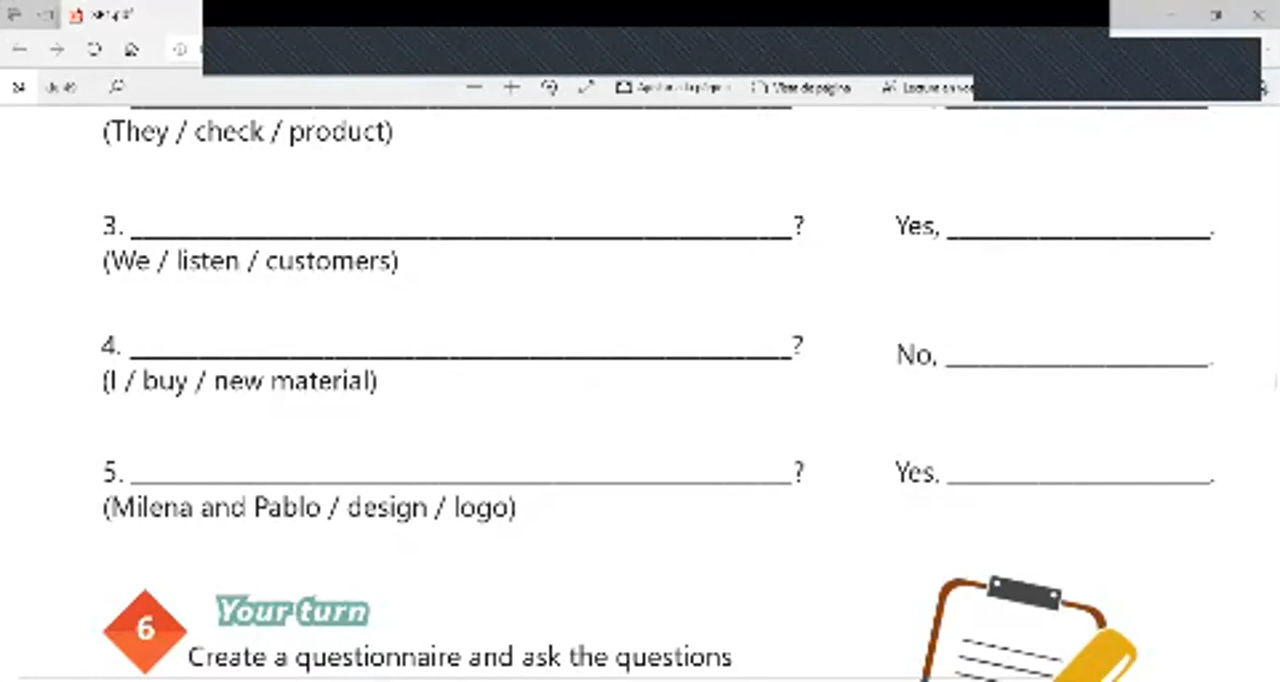 (They / check / product)
3. ? Yes, .
(We / listen / customers)
4. ? No, .
(I / buy / new material)
5. ? Yes, .
(Milena and Pablo / design / logo)
6 Your turn
Create a questionnaire and ask the questions